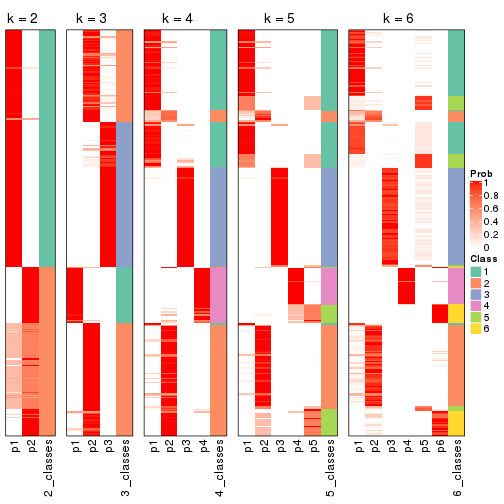 k = 2
k = 3
k = 4
k = 5
k = 6
Prob
1
0.8
0.6
0.4
0.2
0
Class
1
2
3
4
5
6
p1
p2
2_classes
p1
p2
p3
3_classes
p1
p2
p3
p4
4_classes
p1
p2
p3
p4
p5
5_classes
p1
p2
p3
p4
p5
p6
6_classes